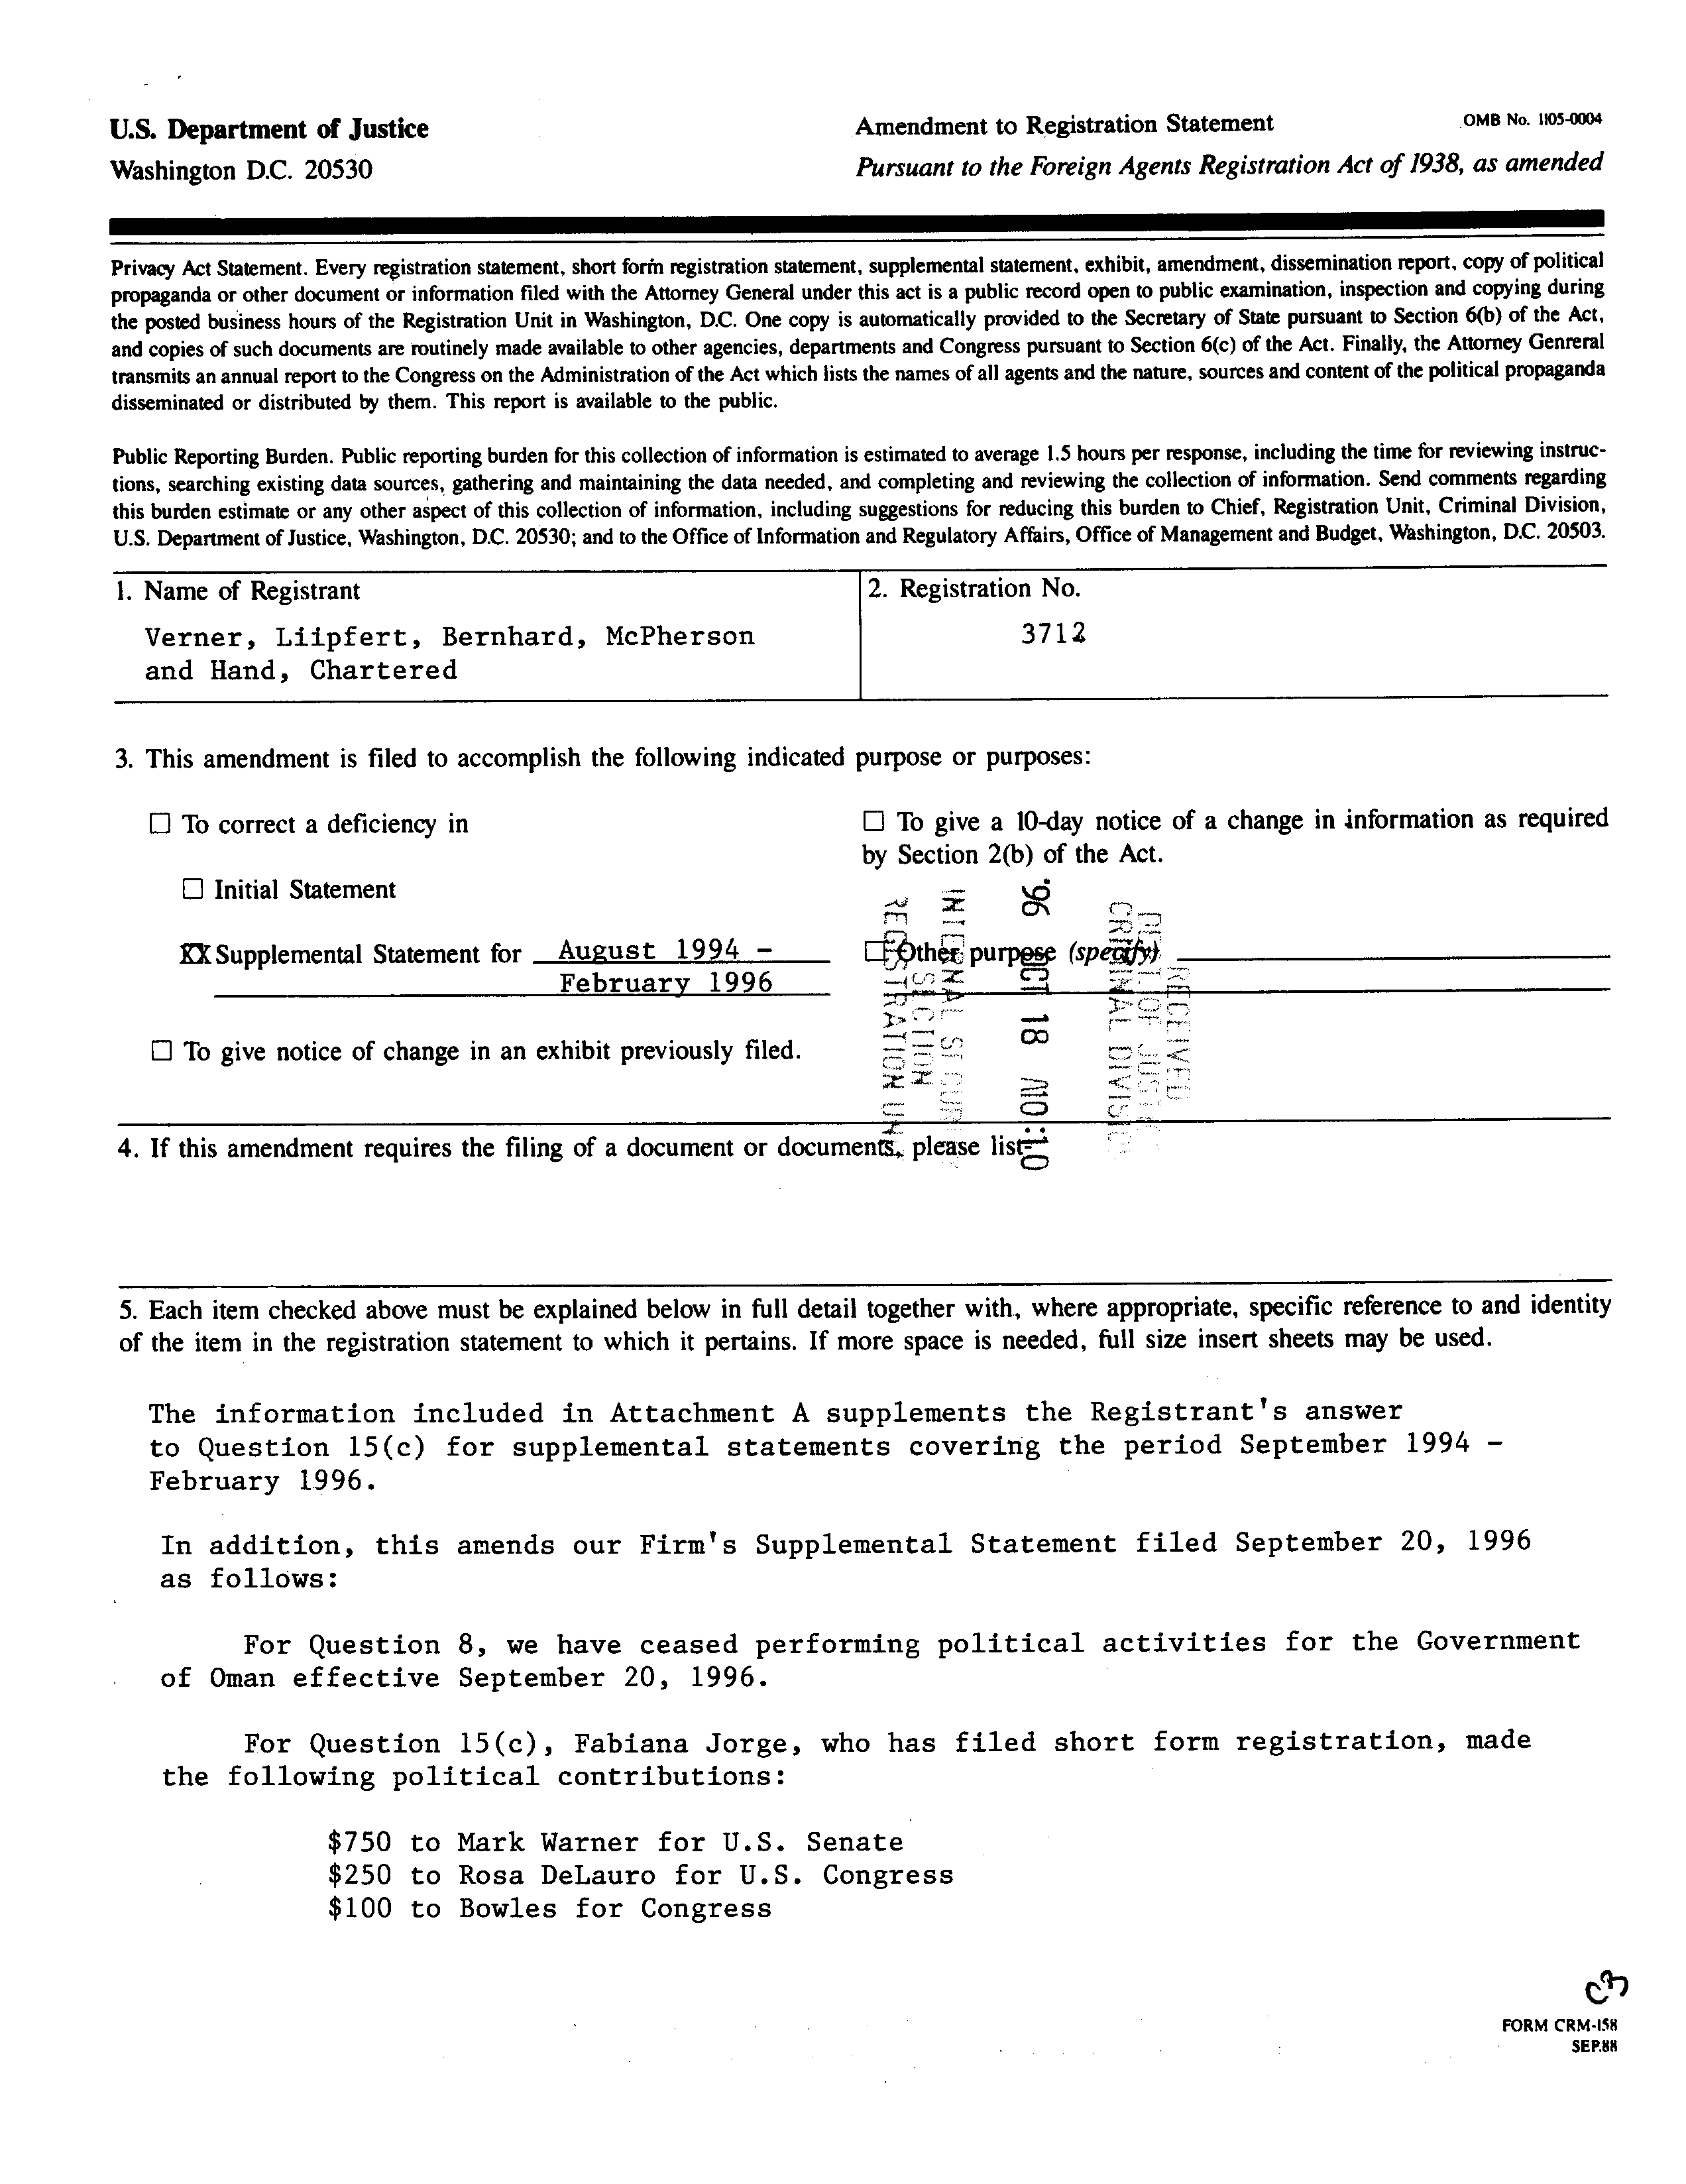 U.S. Department of Justice
Washington D.C. 20530
Amendment to Registration Statement
OMB No. 1105-0004
Pursuant to the Foreign Agents Registration Act of 1938, as amended
Privacy Act Statement. Every registration statement, short form registration statement, supplemental statement, exhibit, amendment, dissemination report, copy of political
propaganda or other document or information filed with the Attorney General under this act is a public record open to public examination, inspection and copying during
the posted business hours of the Registration Unit in Washington, D.C. One copy is automatically provided to the Secretary of State pursuant to Section 6(b) of the Act,
and copies of such documents are routinely made available to other agencies, departments and Congress pursuant to Section 6(c) of the Act. Finally, the Attorney Genreral
transmits an annual report to the Congress on the Administration of the Act which lists the names of all agents and the nature, sources and content of the political propaganda
disseminated or distributed by them. This report is available to the public.
Public Reporting Burden. Public reporting burden for this collection of information is estimated to average 1.5 hours per response, including the time for reviewing instruc-
tions, searching existing data sources, gathering and maintaining the data needed, and completing and reviewing the collection of information. Send comments regarding
this burden estimate or any other aspect of this collection of information, including suggestions for reducing this burden to Chief, Registration Unit, Criminal Division,
U.S. Department of Justice, Washington, D.C. 20530; and to the Office of Information and Regulatory Affairs, Office of Management and Budget, Washington, D.C. 20503.
1. Name of Registrant
Verner, Liipfert, Bernhard, McPherson
and Hand, Chartered
2. Registration No.
3712
3. This amendment is filed to accomplish the following indicated purpose or purposes:
☐ To correct a deficiency in
☐ Initial Statement
XX Supplemental Statement for August 1994 -
February 1996
☐ To give notice of change in an exhibit previously filed.
☐ To give a 10-day notice of a change in information as required
by Section 2(b) of the Act.
☐ Other purpose (specify)
RECEIVED
DEPT. OF JUSTICE
CRIMINAL DIVISION
96 OCT 18 A10:10
INTERNAL SECURITY
SECTION
REGISTRATION UNIT
4. If this amendment requires the filing of a document or documents, please list-
5. Each item checked above must be explained below in full detail together with, where appropriate, specific reference to and identity
of the item in the registration statement to which it pertains. If more space is needed, full size insert sheets may be used.
The information included in Attachment A supplements the Registrant's answer
to Question 15(c) for supplemental statements covering the period September 1994 -
February 1996.
In addition, this amends our Firm's Supplemental Statement filed September 20, 1996
as follows:
For Question 8, we have ceased performing political activities for the Government
of Oman effective September 20, 1996.
For Question 15(c), Fabiana Jorge, who has filed short form registration, made
the following political contributions:
$750 to Mark Warner for U.S. Senate
$250 to Rosa DeLauro for U.S. Congress
$100 to Bowles for Congress
FORM CRM-158
SEP.88